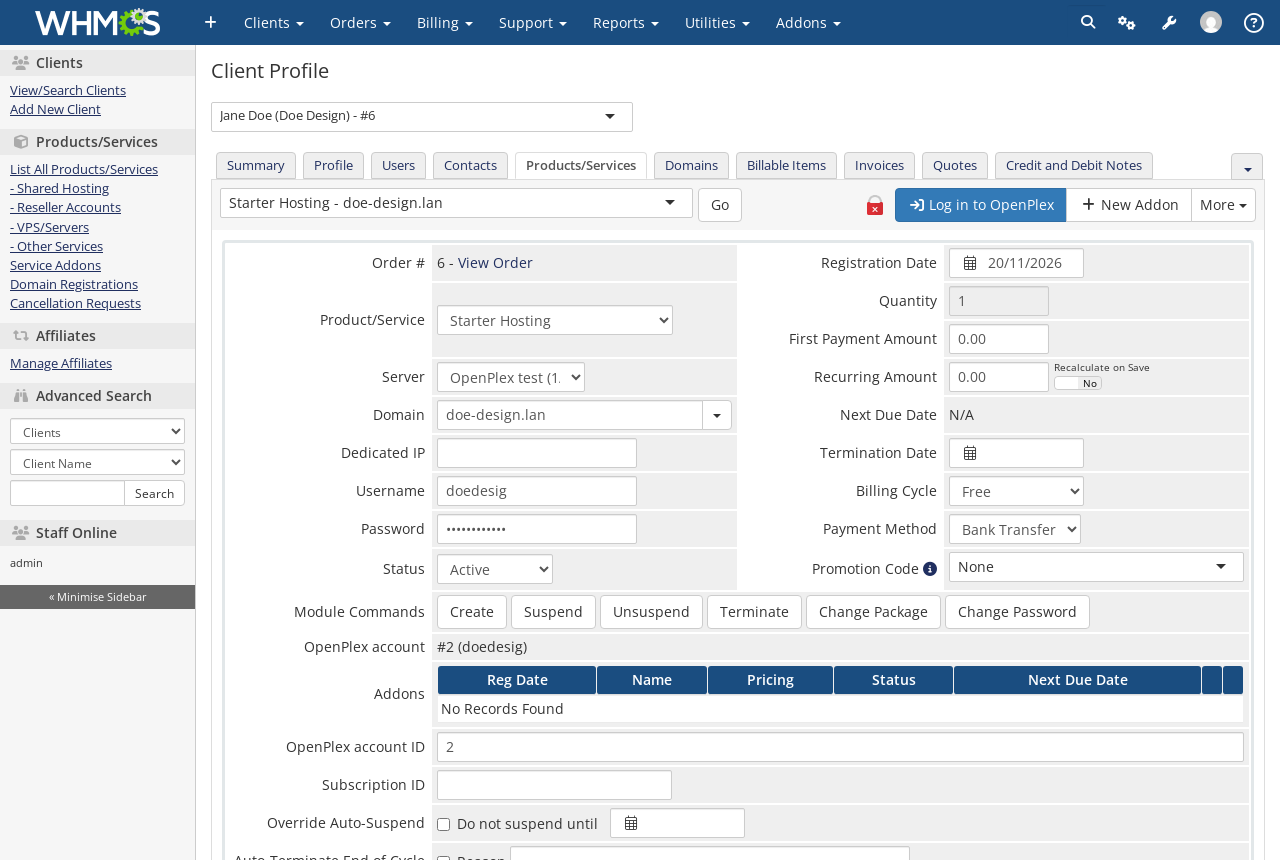 WHMCS
Clients
Orders
Billing
Support
Reports
Utilities
Addons
Clients
View/Search Clients
Add New Client
Products/Services
List All Products/Services
- Shared Hosting
- Reseller Accounts
- VPS/Servers
- Other Services
Service Addons
Domain Registrations
Cancellation Requests
Affiliates
Manage Affiliates
Advanced Search
Clients
Client Name
Search
Staff Online
admin
« Minimise Sidebar
Client Profile
Jane Doe (Doe Design) - #6
Summary
Profile
Users
Contacts
Products/Services
Domains
Billable Items
Invoices
Quotes
Credit and Debit Notes
Starter Hosting - doe-design.lan
Go
Log in to OpenPlex
New Addon
More
Order # 6 - View Order
Registration Date 20/11/2026
Product/Service Starter Hosting
Quantity 1
First Payment Amount 0.00
Server OpenPlex test (1.
Recurring Amount 0.00 Recalculate on Save No
Domain doe-design.lan
Next Due Date N/A
Dedicated IP
Termination Date
Username doedesig
Billing Cycle Free
Password ••••••••••••
Payment Method Bank Transfer
Status Active
Promotion Code None
Module Commands Create Suspend Unsuspend Terminate Change Package Change Password
OpenPlex account #2 (doedesig)
Addons
Reg Date Name Pricing Status Next Due Date
No Records Found
OpenPlex account ID 2
Subscription ID
Override Auto-Suspend Do not suspend until
Auto-Terminate End of Cycle Reason